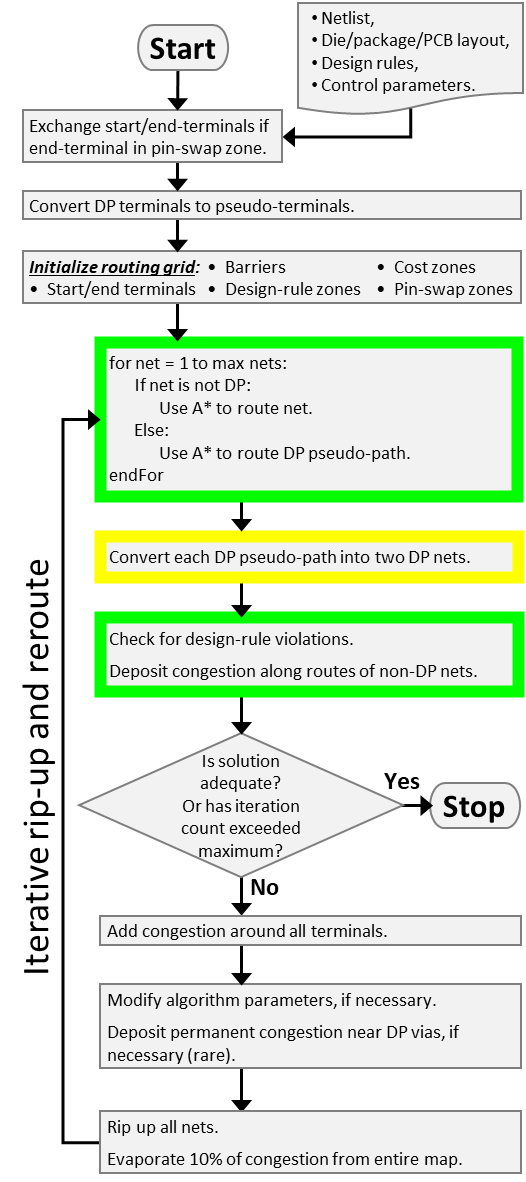 Start
• Netlist,
• Die/package/PCB layout,
• Design rules,
• Control parameters.
Exchange start/end-terminals if
end-terminal in pin-swap zone.
Convert DP terminals to pseudo-terminals.
Initialize routing grid: • Barriers • Cost zones
• Start/end terminals • Design-rule zones • Pin-swap zones
for net = 1 to max nets:
If net is not DP:
Use A* to route net.
Else:
Use A* to route DP pseudo-path.
endFor
Convert each DP pseudo-path into two DP nets.
Check for design-rule violations.
Deposit congestion along routes of non-DP nets.
Is solution
adequate?
Or has iteration
count exceeded
maximum?
Yes
Stop
No
Add congestion around all terminals.
Modify algorithm parameters, if necessary.
Deposit permanent congestion near DP vias, if
necessary (rare).
Rip up all nets.
Evaporate 10% of congestion from entire map.
Iterative rip-up and reroute